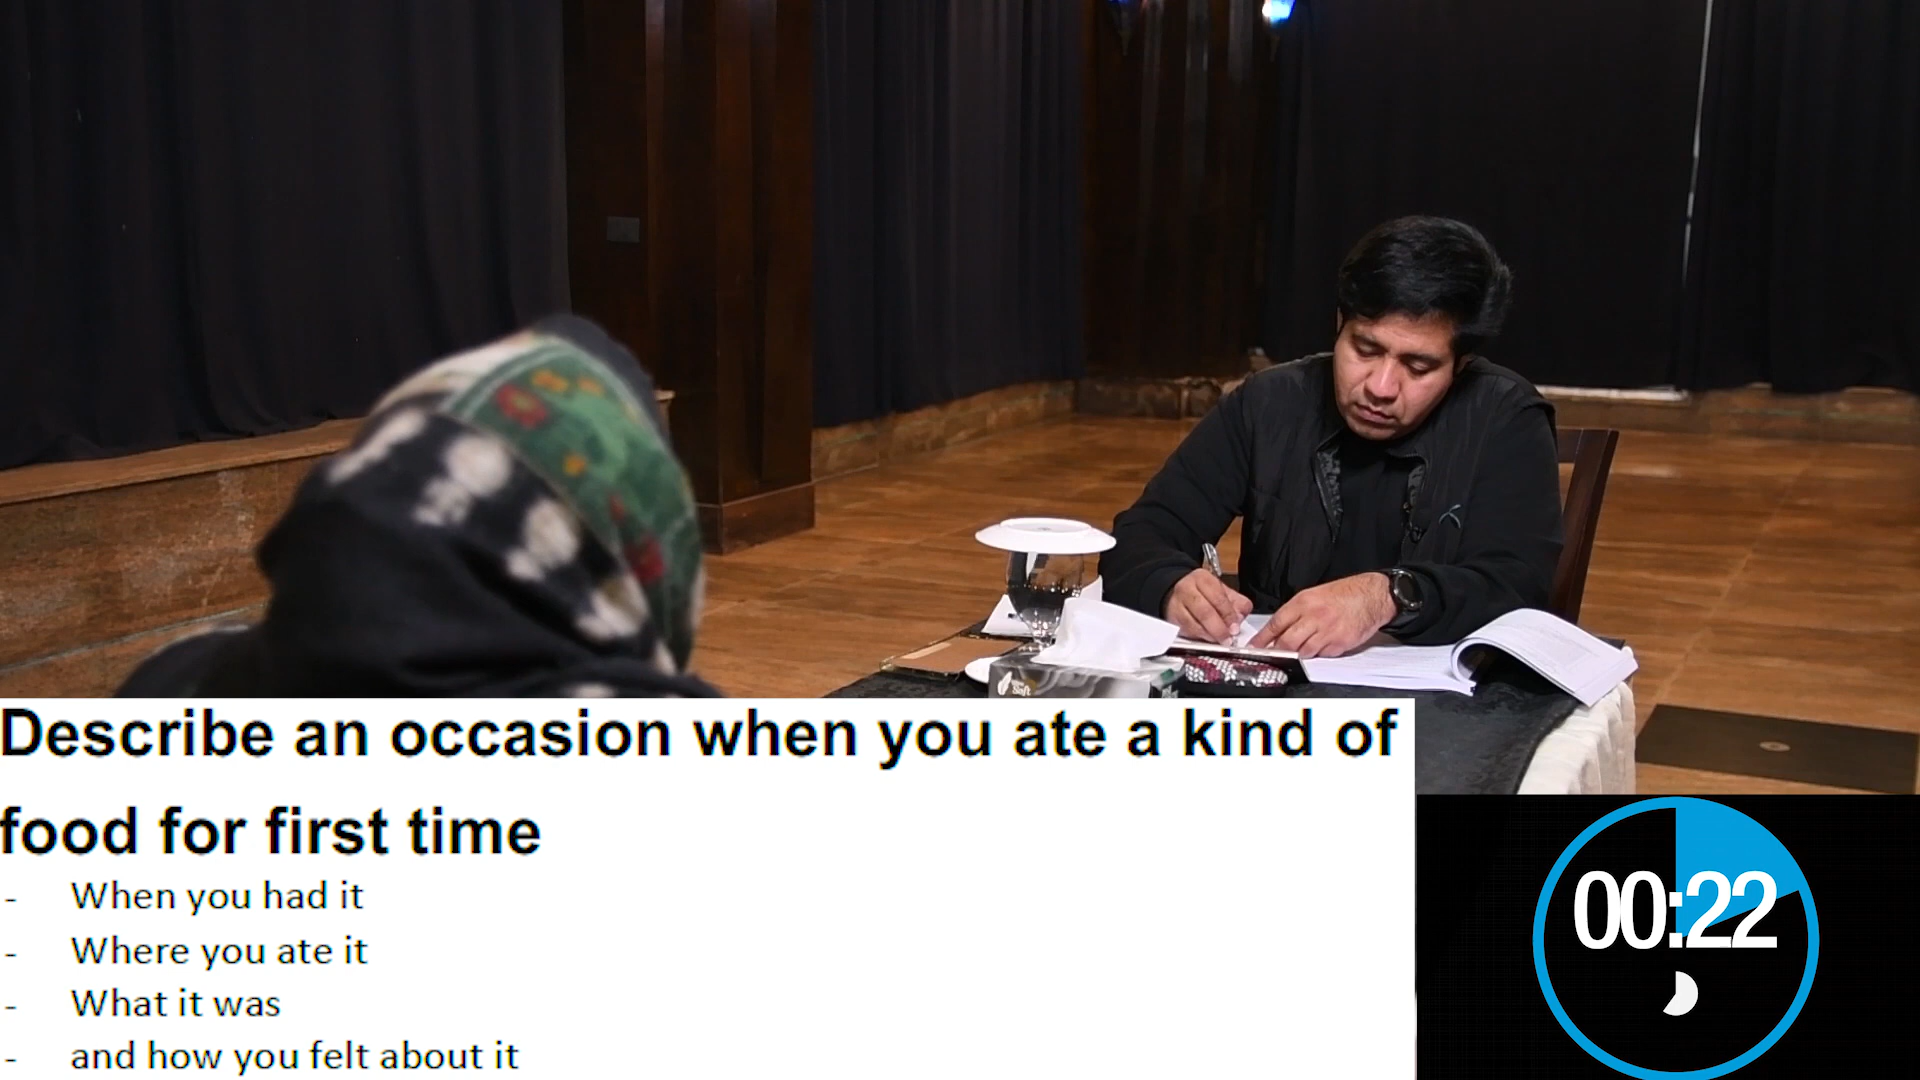 Soft
Describe an occasion when you ate a kind of
food for first time
- When you had it
- Where you ate it
- What it was
- and how you felt about it
00:22